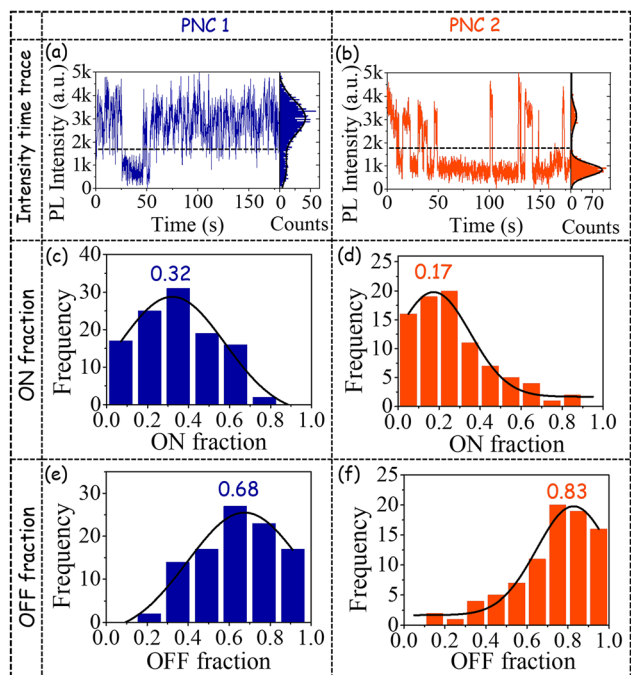 PNC 1
PNC 2
Intensity time trace
(a)
5k
4k
3k
2k
1k
0
PL Intensity (a.u.)
0 50 100 150 0 50
Time (s)
Counts
(b)
5k
4k
3k
2k
1k
0
PL Intensity (a.u.)
0 50 100 150 0 70
Time (s)
Counts
ON fraction
(c)
0.32
40
30
20
10
0
Frequency
0.0 0.2 0.4 0.6 0.8 1.0
ON fraction
(d)
0.17
25
20
15
10
5
0
Frequency
0.0 0.2 0.4 0.6 0.8 1.0
ON fraction
OFF fraction
(e)
0.68
30
20
10
0
Frequency
0.0 0.2 0.4 0.6 0.8 1.0
OFF fraction
(f)
0.83
25
20
15
10
5
0
Frequency
0.0 0.2 0.4 0.6 0.8 1.0
OFF fraction